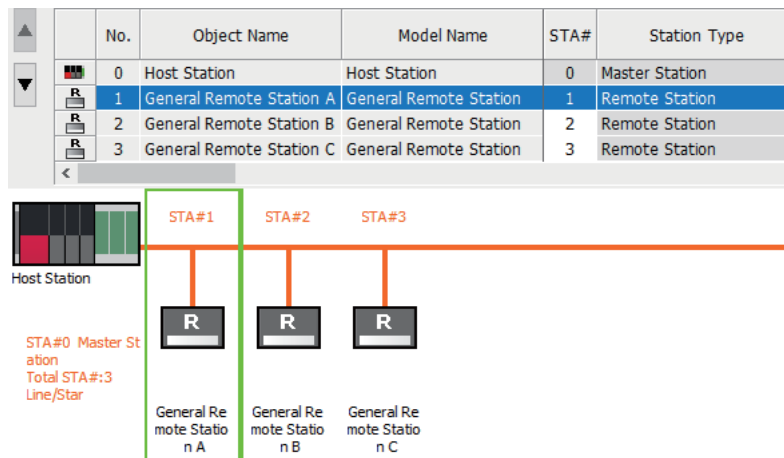 No. Object Name Model Name STA# Station Type
0 Host Station Host Station 0 Master Station
R 1 General Remote Station A General Remote Station 1 Remote Station
R 2 General Remote Station B General Remote Station 2 Remote Station
R 3 General Remote Station C General Remote Station 3 Remote Station
STA#1 STA#2 STA#3
Host Station
R R R
STA#0 Master St
ation
Total STA#:3
Line/Star
General Re
mote Statio
n A
General Re
mote Statio
n B
General Re
mote Statio
n C